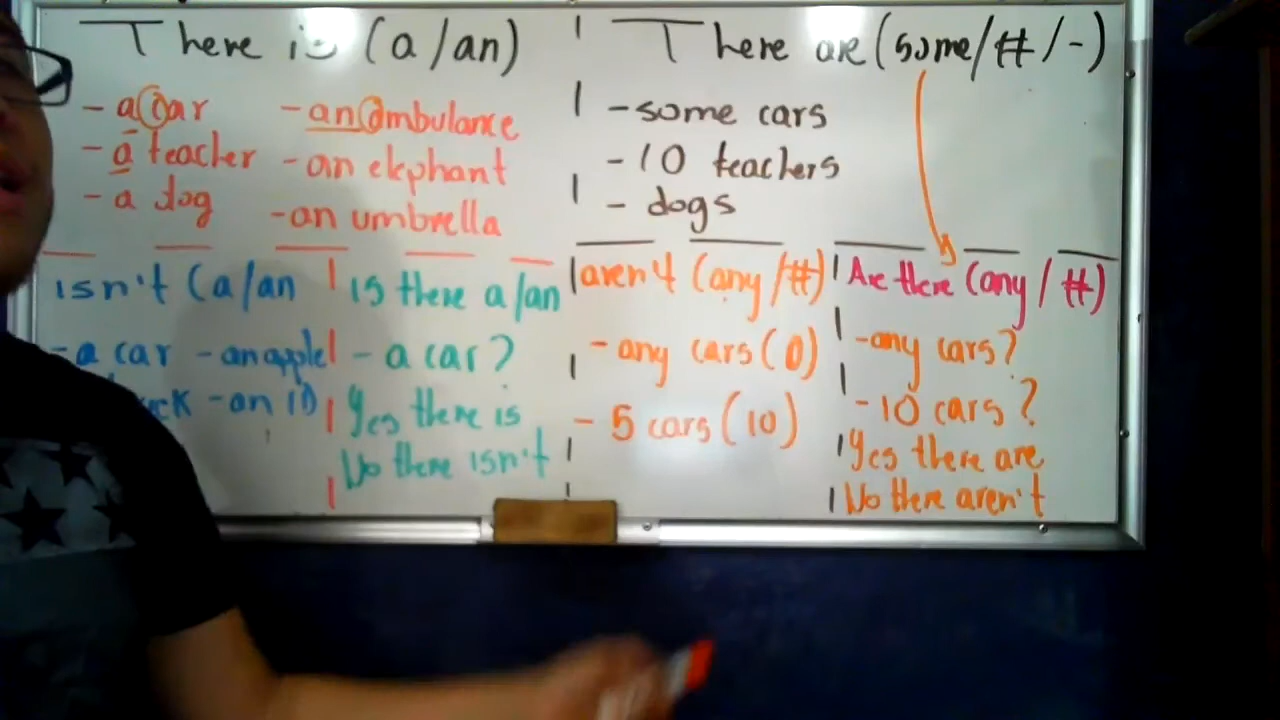 There is (a/an)
- a car
- a teacher
- a dog
- an ambulance
- an elephant
- an umbrella
There are (some/#/-)
- some cars
- 10 teachers
- dogs
isn't (a/an
- a car - an apple
- an ID
Is there a/an
- a car?
Yes there is
No there isn't
aren't (any/#)
- any cars (0)
- 5 cars (10)
Are there (any/#)
- any cars?
- 10 cars?
Yes there are
No there aren't